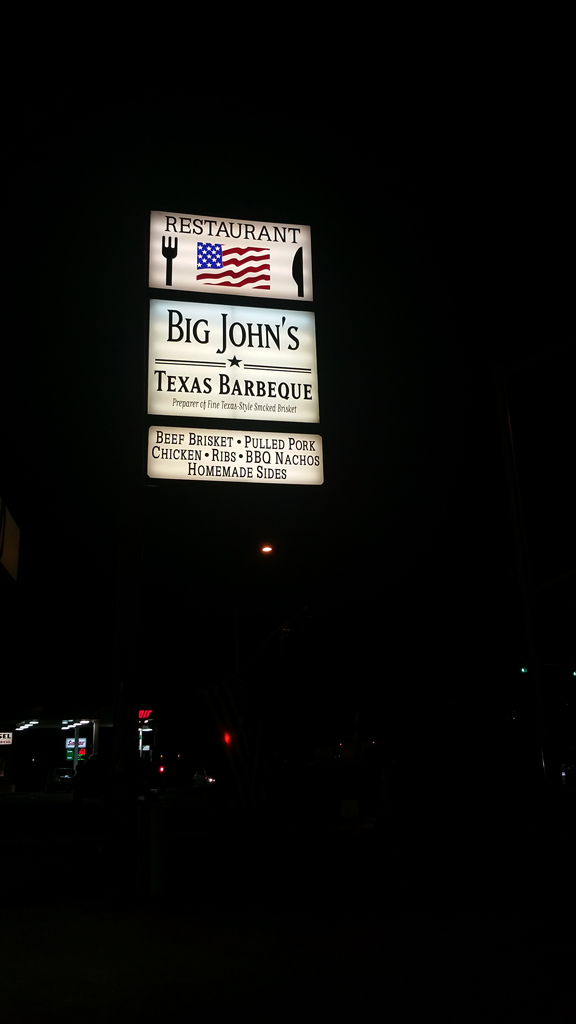 RESTAURANT
BIG JOHN'S
TEXAS BARBEQUE
Preparer of Fine Texas-Style Smoked Brisket
BEEF BRISKET • PULLED PORK
CHICKEN • RIBS • BBQ NACHOS
HOMEMADE SIDES